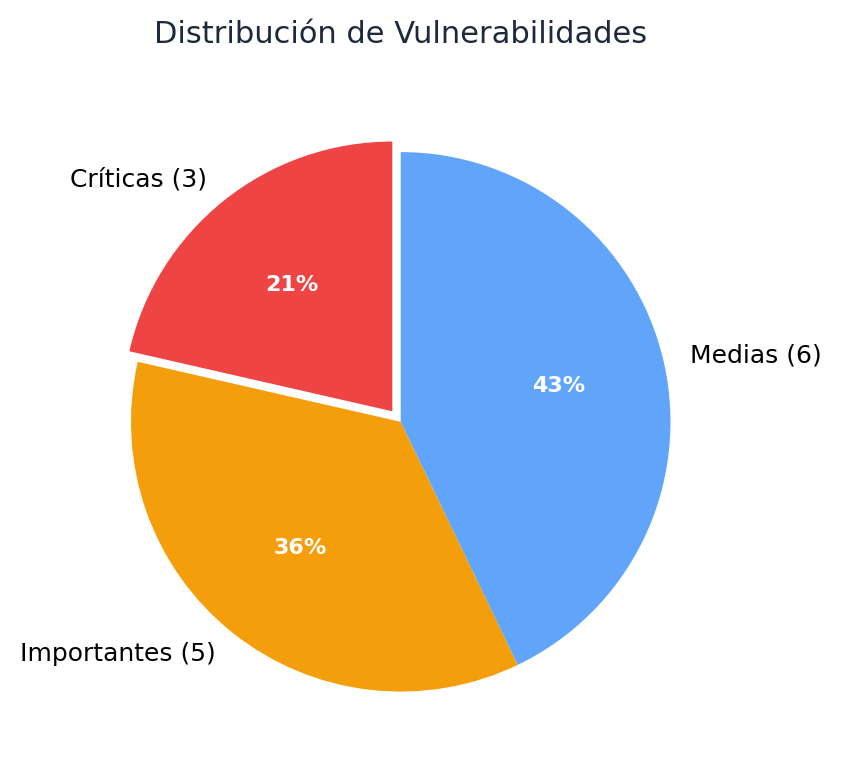 Distribución de Vulnerabilidades
Críticas (3)
21%
Medias (6)
43%
36%
Importantes (5)